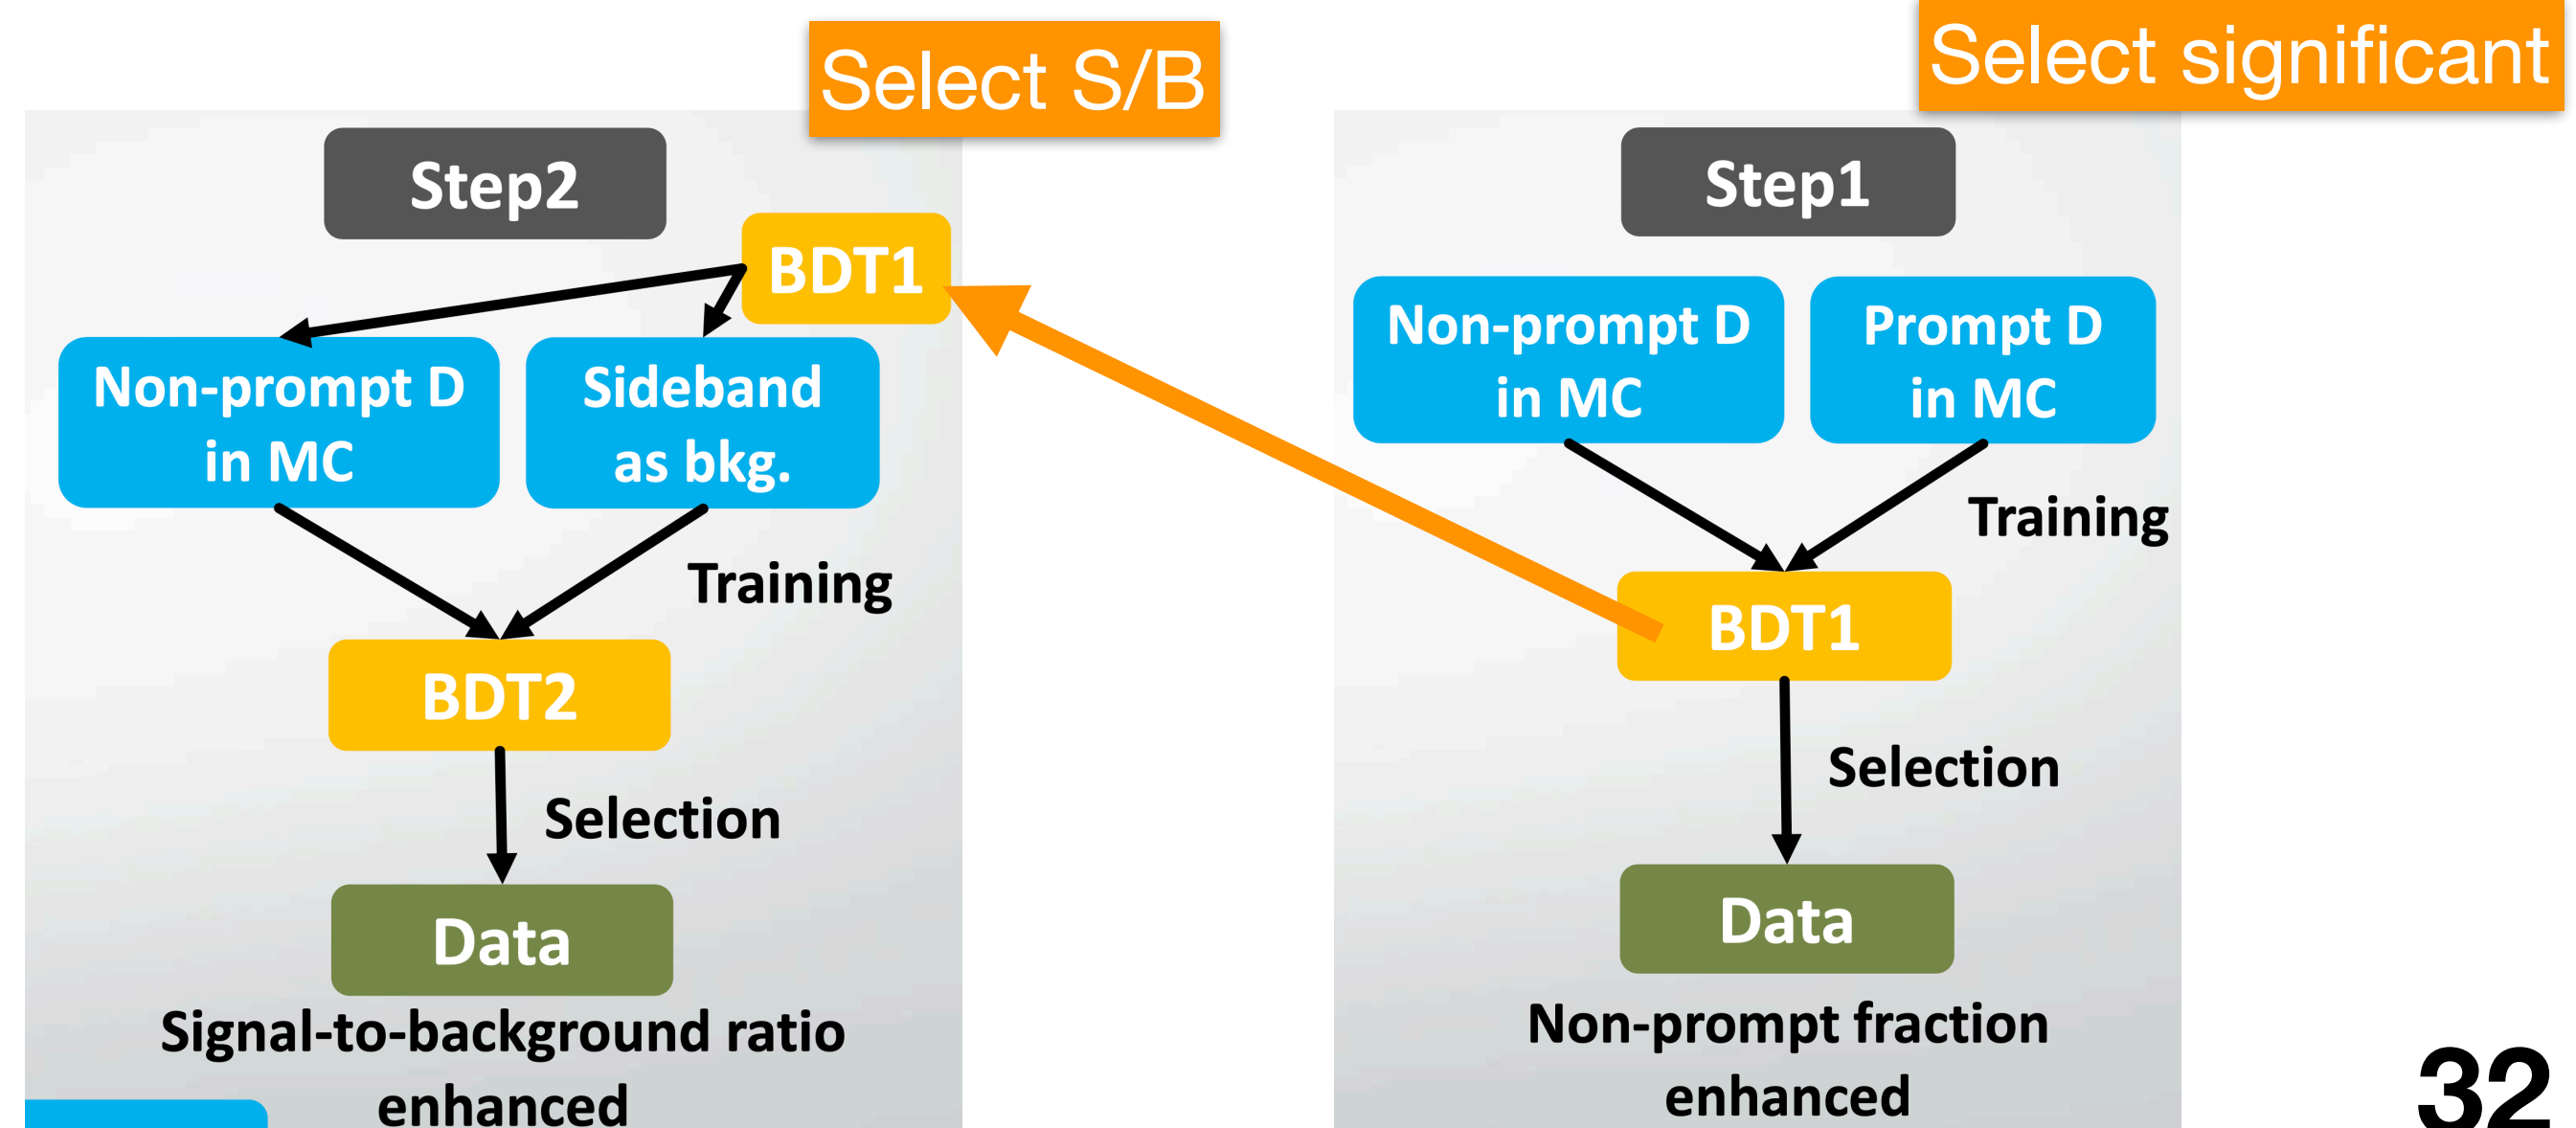 Select S/B
Select significant
Step2
BDT1
Non-prompt D
in MC
Sideband
as bkg.
Training
BDT2
Selection
Data
Signal-to-background ratio
enhanced
Step1
Non-prompt D
in MC
Prompt D
in MC
Training
BDT1
Selection
Data
Non-prompt fraction
enhanced
32